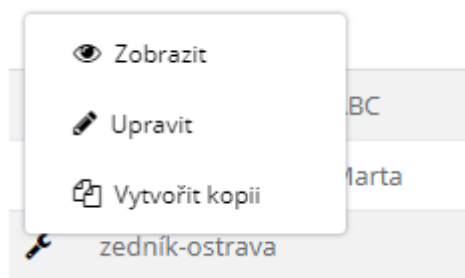 Zobrazit
Upravit
BC
Vytvořit kopii
Marta
zedník-ostrava